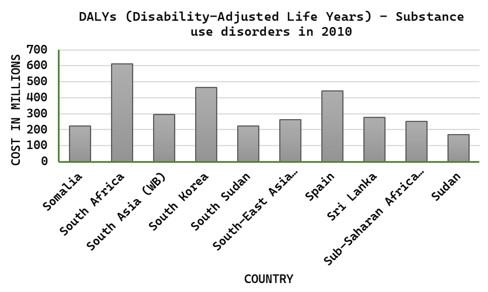 DALYs (Disability-Adjusted Life Years) - Substance
use disorders in 2010
COST IN MILLIONS
700
600
500
400
300
200
100
0
Somalia
South Africa
South Asia (WB)
South Korea
South Sudan
South-East Asia…
Spain
Sri Lanka
Sub-Saharan Africa…
Sudan
COUNTRY